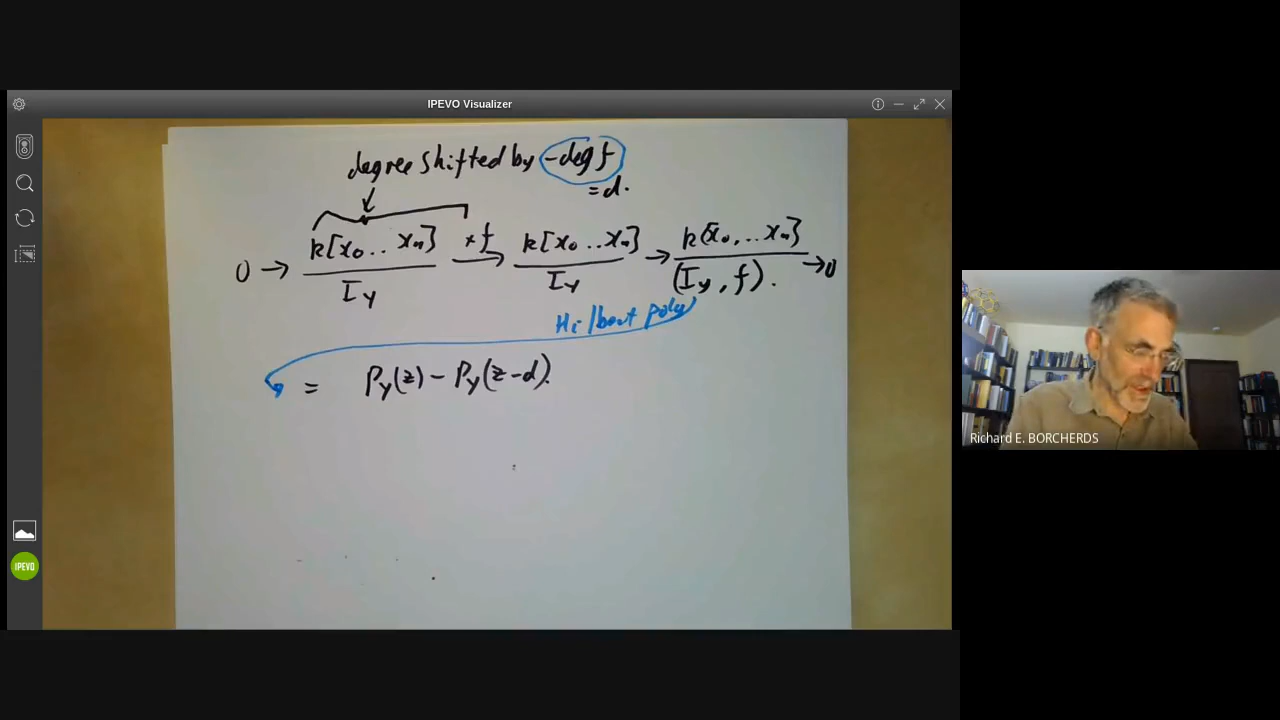 IPEVO Visualizer
degree shifted by -deg f
= d.
0 → k[x₀..xₙ]/I_Y ×f→ k[x₀..xₙ]/I_Y → k[x₀,..xₙ]/(I_Y, f). → 0
Hilbert poly
= P_Y(z) - P_Y(z-d).
Richard E. BORCHERDS
IPEVO